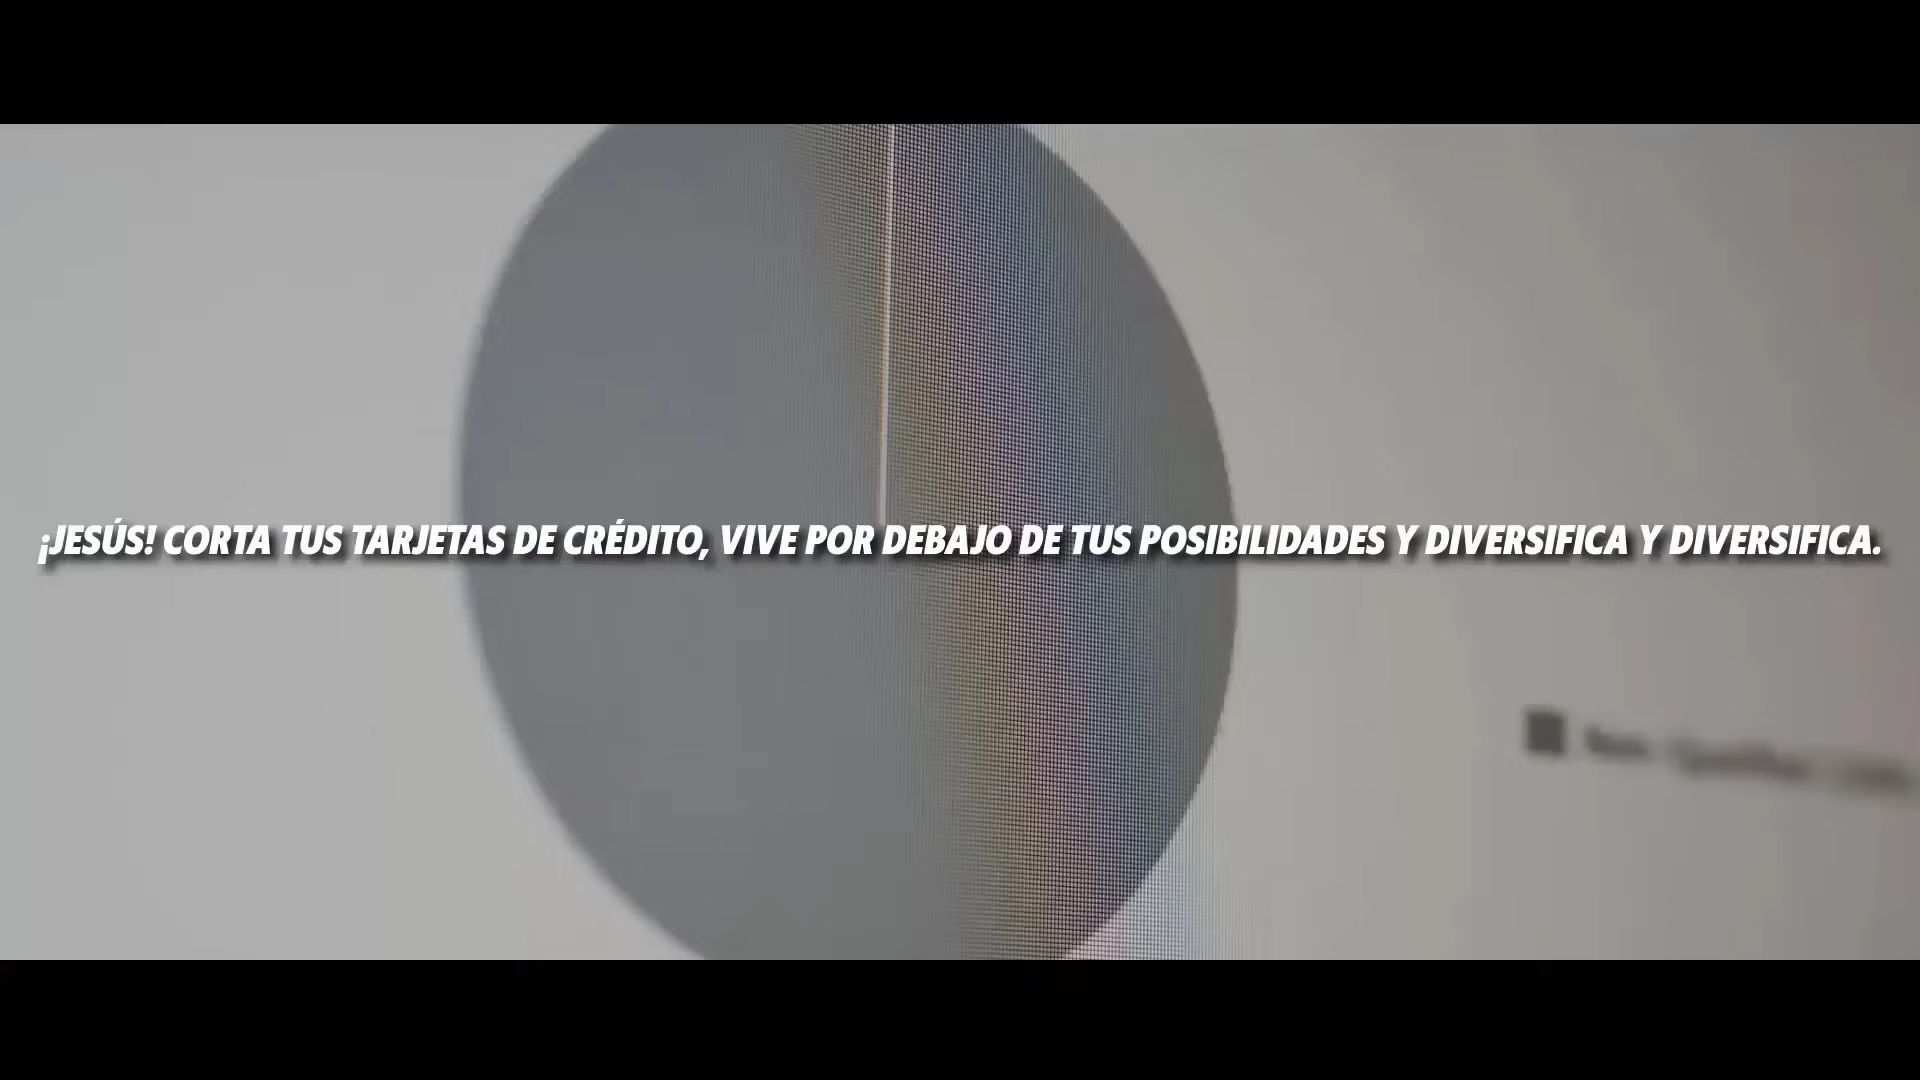 ¡JESÚS! CORTA TUS TARJETAS DE CRÉDITO, VIVE POR DEBAJO DE TUS POSIBILIDADES Y DIVERSIFICA Y DIVERSIFICA.